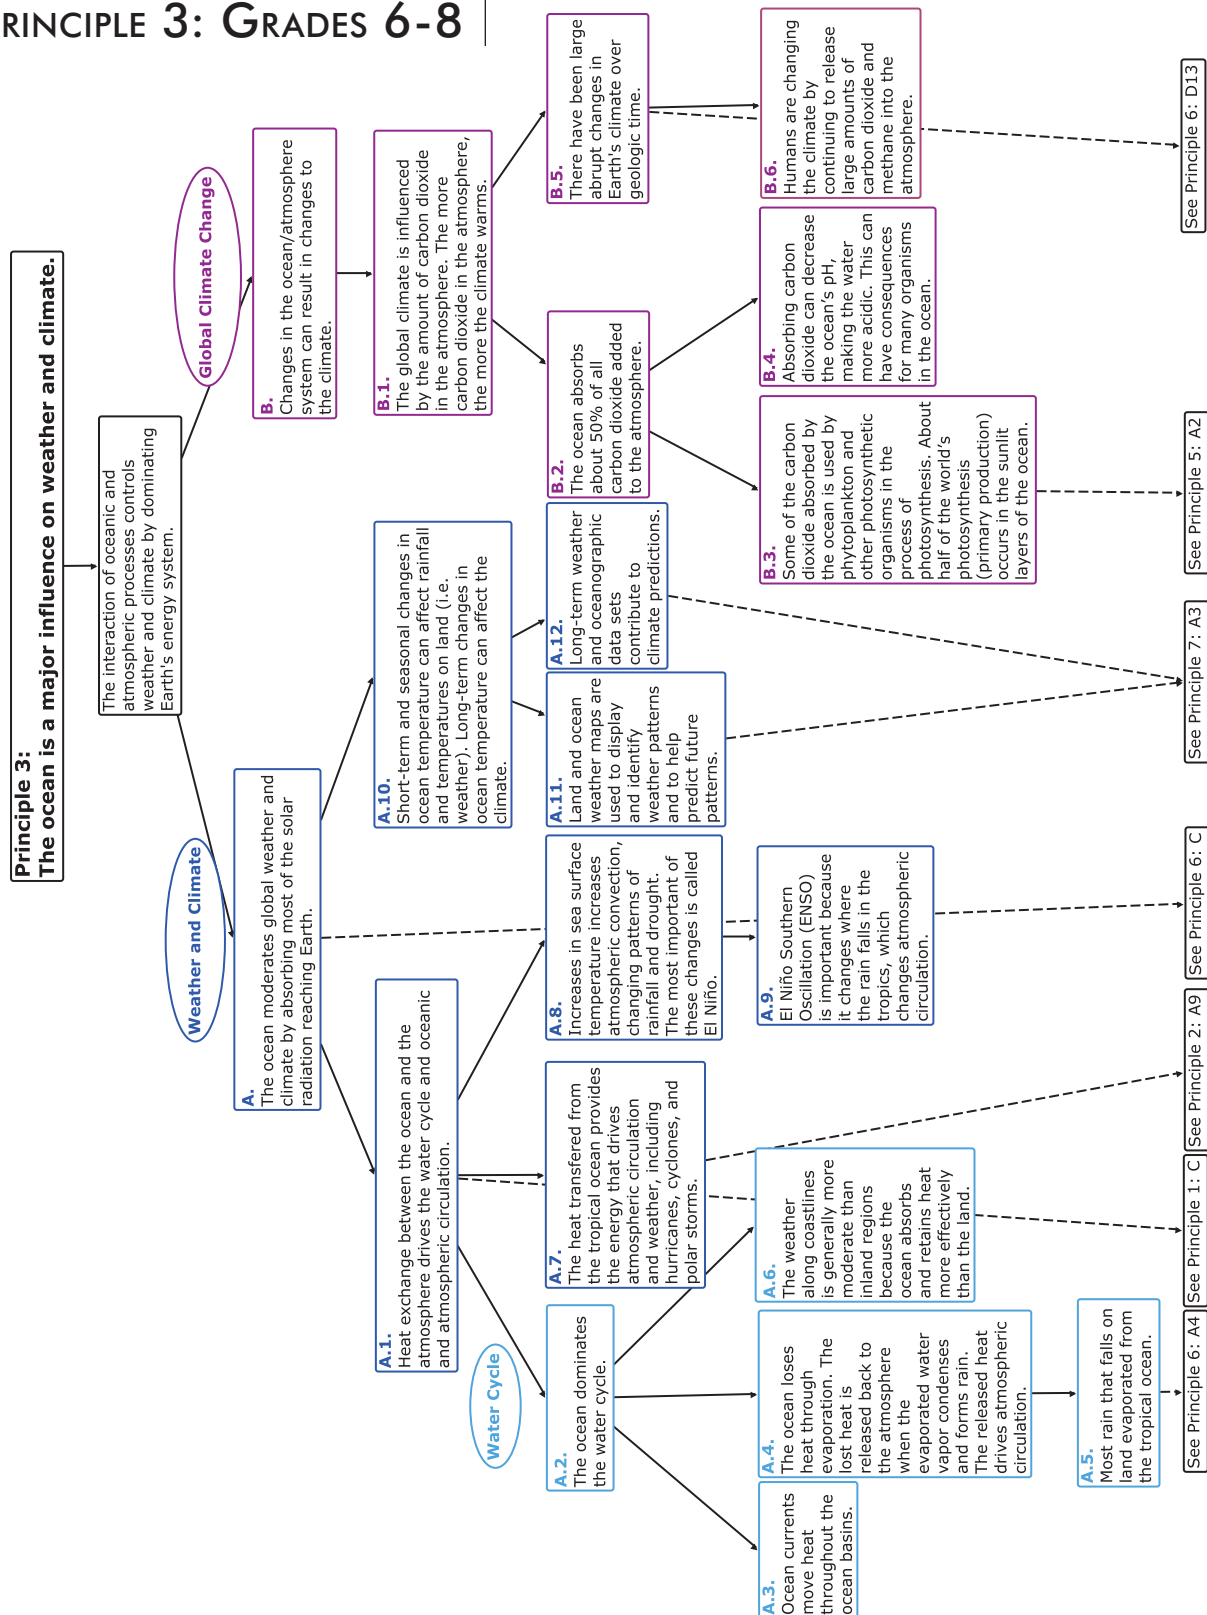 RINCIPLE 3: GRADES 6-8
Principle 3:
The ocean is a major influence on weather and climate.
The interaction of oceanic and
atmospheric processes controls
weather and climate by dominating
Earth's energy system.
Weather and Climate
Global Climate Change
A.
The ocean moderates global weather and
climate by absorbing most of the solar
radiation reaching Earth.
B.
Changes in the ocean/atmosphere
system can result in changes to
the climate.
A.1.
Heat exchange between the ocean and the
atmosphere drives the water cycle and oceanic
and atmospheric circulation.
A.10.
Short-term and seasonal changes in
ocean temperature can affect rainfall
and temperatures on land (i.e.
weather). Long-term changes in
ocean temperature can affect the
climate.
B.1.
The global climate is influenced
by the amount of carbon dioxide
in the atmosphere. The more
carbon dioxide in the atmosphere,
the more the climate warms.
Water Cycle
A.2.
The ocean dominates
the water cycle.
A.7.
The heat transfered from
the tropical ocean provides
the energy that drives
atmospheric circulation
and weather, including
hurricanes, cyclones, and
polar storms.
A.8.
Increases in sea surface
temperature increases
atmospheric convection,
changing patterns of
rainfall and drought.
The most important of
these changes is called
El Niño.
A.11.
Land and ocean
weather maps are
used to display
and identify
weather patterns
and to help
predict future
patterns.
A.12.
Long-term weather
and oceanographic
data sets
contribute to
climate predictions.
B.2.
The ocean absorbs
about 50% of all
carbon dioxide added
to the atmosphere.
B.5.
There have been large
abrupt changes in
Earth's climate over
geologic time.
A.3.
Ocean currents
move heat
throughout the
ocean basins.
A.4.
The ocean loses
heat through
evaporation. The
lost heat is
released back to
the atmosphere
when the
evaporated water
vapor condenses
and forms rain.
The released heat
drives atmospheric
circulation.
A.6.
The weather
along coastlines
is generally more
moderate than
inland regions
because the
ocean absorbs
and retains heat
more effectively
than the land.
A.9.
El Niño Southern
Oscillation (ENSO)
is important because
it changes where
the rain falls in the
tropics, which
changes atmospheric
circulation.
B.3.
Some of the carbon
dioxide absorbed by
the ocean is used by
phytoplankton and
other photosynthetic
organisms in the
process of
photosynthesis. About
half of the world's
photosynthesis
(primary production)
occurs in the sunlit
layers of the ocean.
B.4.
Absorbing carbon
dioxide can decrease
the ocean's pH,
making the water
more acidic. This can
have consequences
for many organisms
in the ocean.
B.6.
Humans are changing
the climate by
continuing to release
large amounts of
carbon dioxide and
methane into the
atmosphere.
A.5.
Most rain that falls on
land evaporated from
the tropical ocean.
See Principle 6: A4
See Principle 1: C
See Principle 2: A9
See Principle 6: C
See Principle 7: A3
See Principle 5: A2
See Principle 6: D13